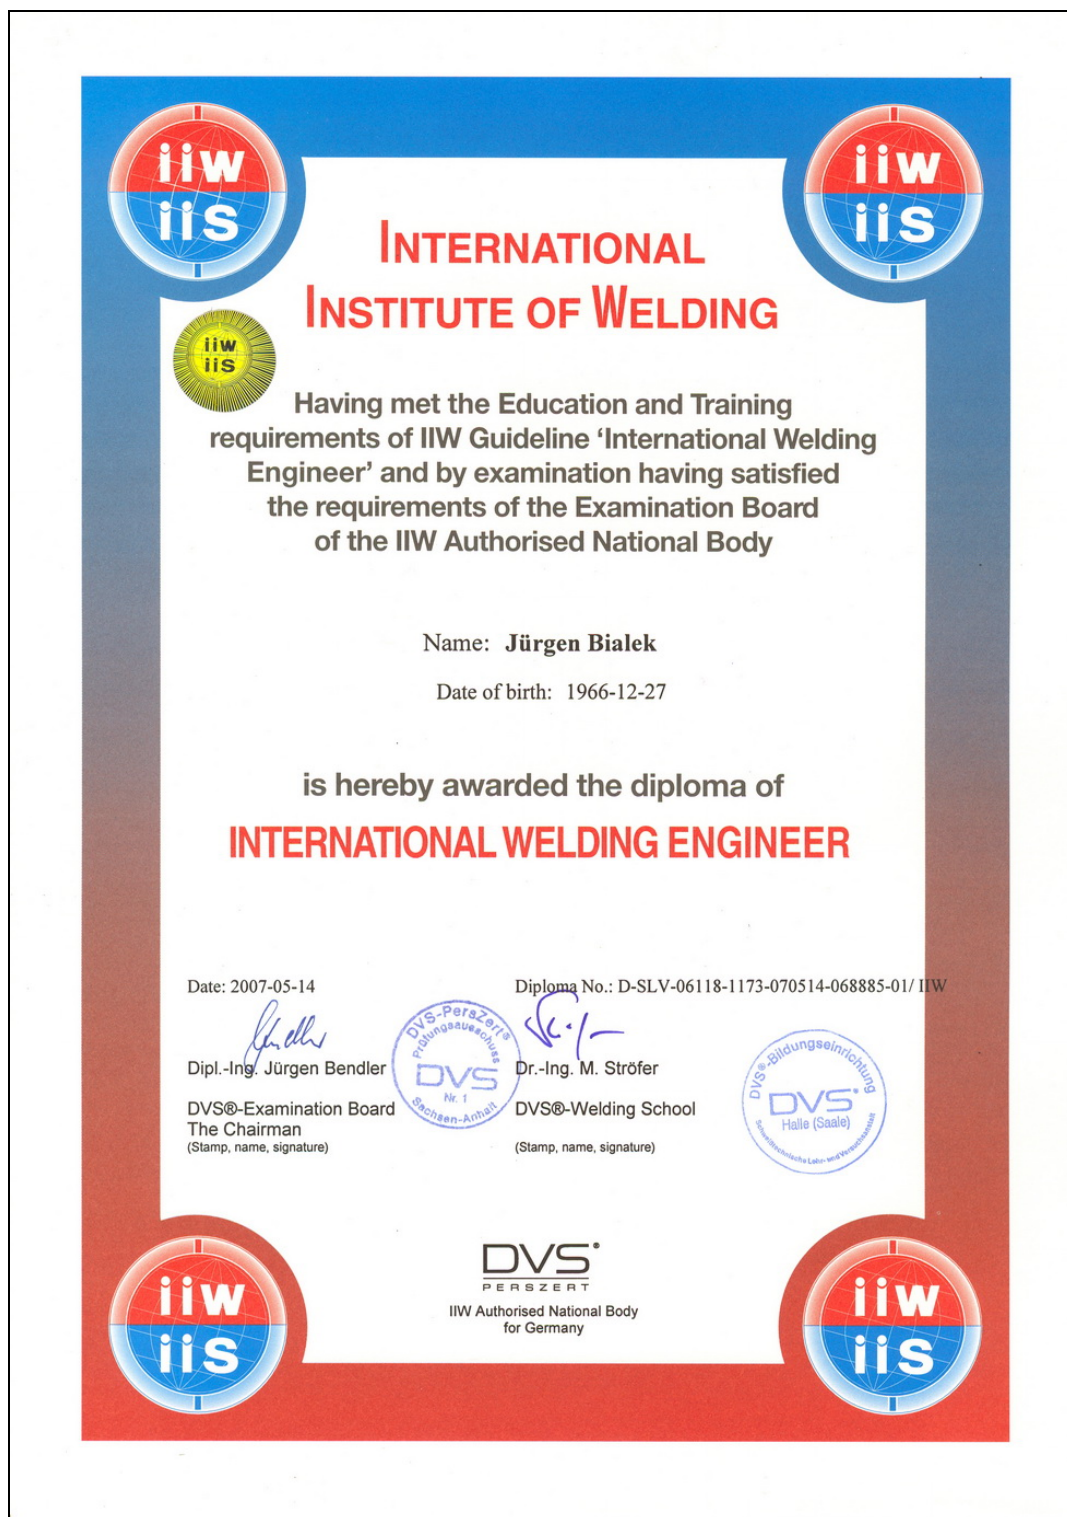 iiw
iis
iiw
iis
INTERNATIONAL
INSTITUTE OF WELDING
iiw
iis
Having met the Education and Training
requirements of IIW Guideline ‘International Welding
Engineer’ and by examination having satisfied
the requirements of the Examination Board
of the IIW Authorised National Body
Name: Jürgen Bialek
Date of birth: 1966-12-27
is hereby awarded the diploma of
INTERNATIONAL WELDING ENGINEER
Date: 2007-05-14
Diploma No.: D-SLV-06118-1173-070514-068885-01/ IIW
Dipl.-Ing. Jürgen Bendler
DVS®-Examination Board
The Chairman
(Stamp, name, signature)
DVS-PersZert®
Prüfungsausschuss
DVS
Nr. 1
Sachsen-Anhalt
Dr.-Ing. M. Ströfer
DVS®-Welding School
(Stamp, name, signature)
DVS®-Bildungseinrichtung
DVS®
Halle (Saale)
Schweißtechnische Lehr- und Versuchsanstalt
DVS®
PERSZERT
IIW Authorised National Body
for Germany
iiw
iis
iiw
iis